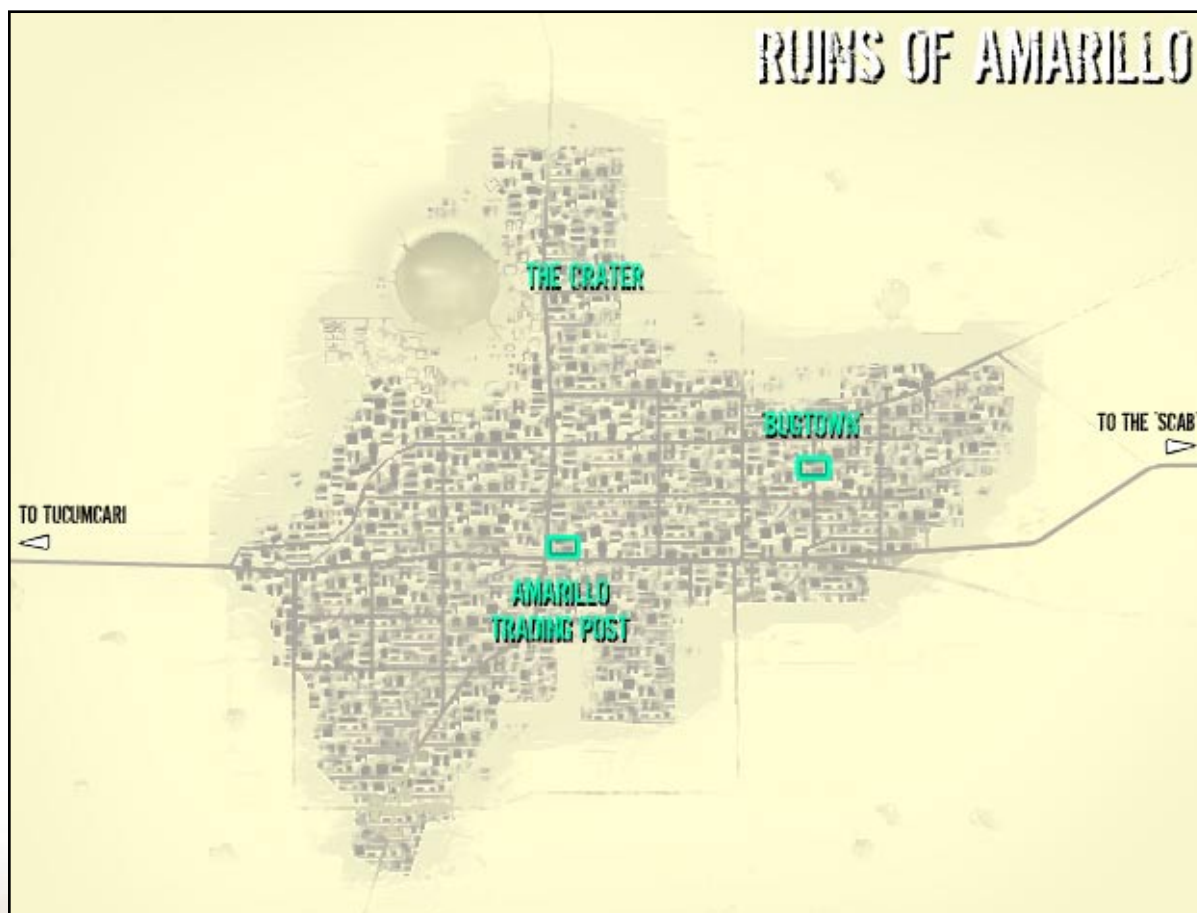 RUINS OF AMARILLO
THE CRATER
'BUGTOWN'
TO THE 'SCAB'
TO TUCUMCARI
AMARILLO
TRADING POST